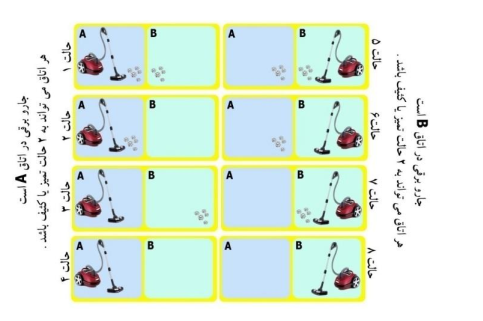 جارو برقی در اتاق A است
هر اتاق می تواند به ۲ حالت تمیز یا کثیف باشد .
حالت ۱
A B
A B
حالت ۵
حالت ۲
A B
A B
حالت ۶
حالت ۳
A B
A B
حالت ۷
حالت ۴
A B
A B
حالت ۸
جارو برقی در اتاق B است
هر اتاق می تواند به ۲ حالت تمیز یا کثیف باشد .